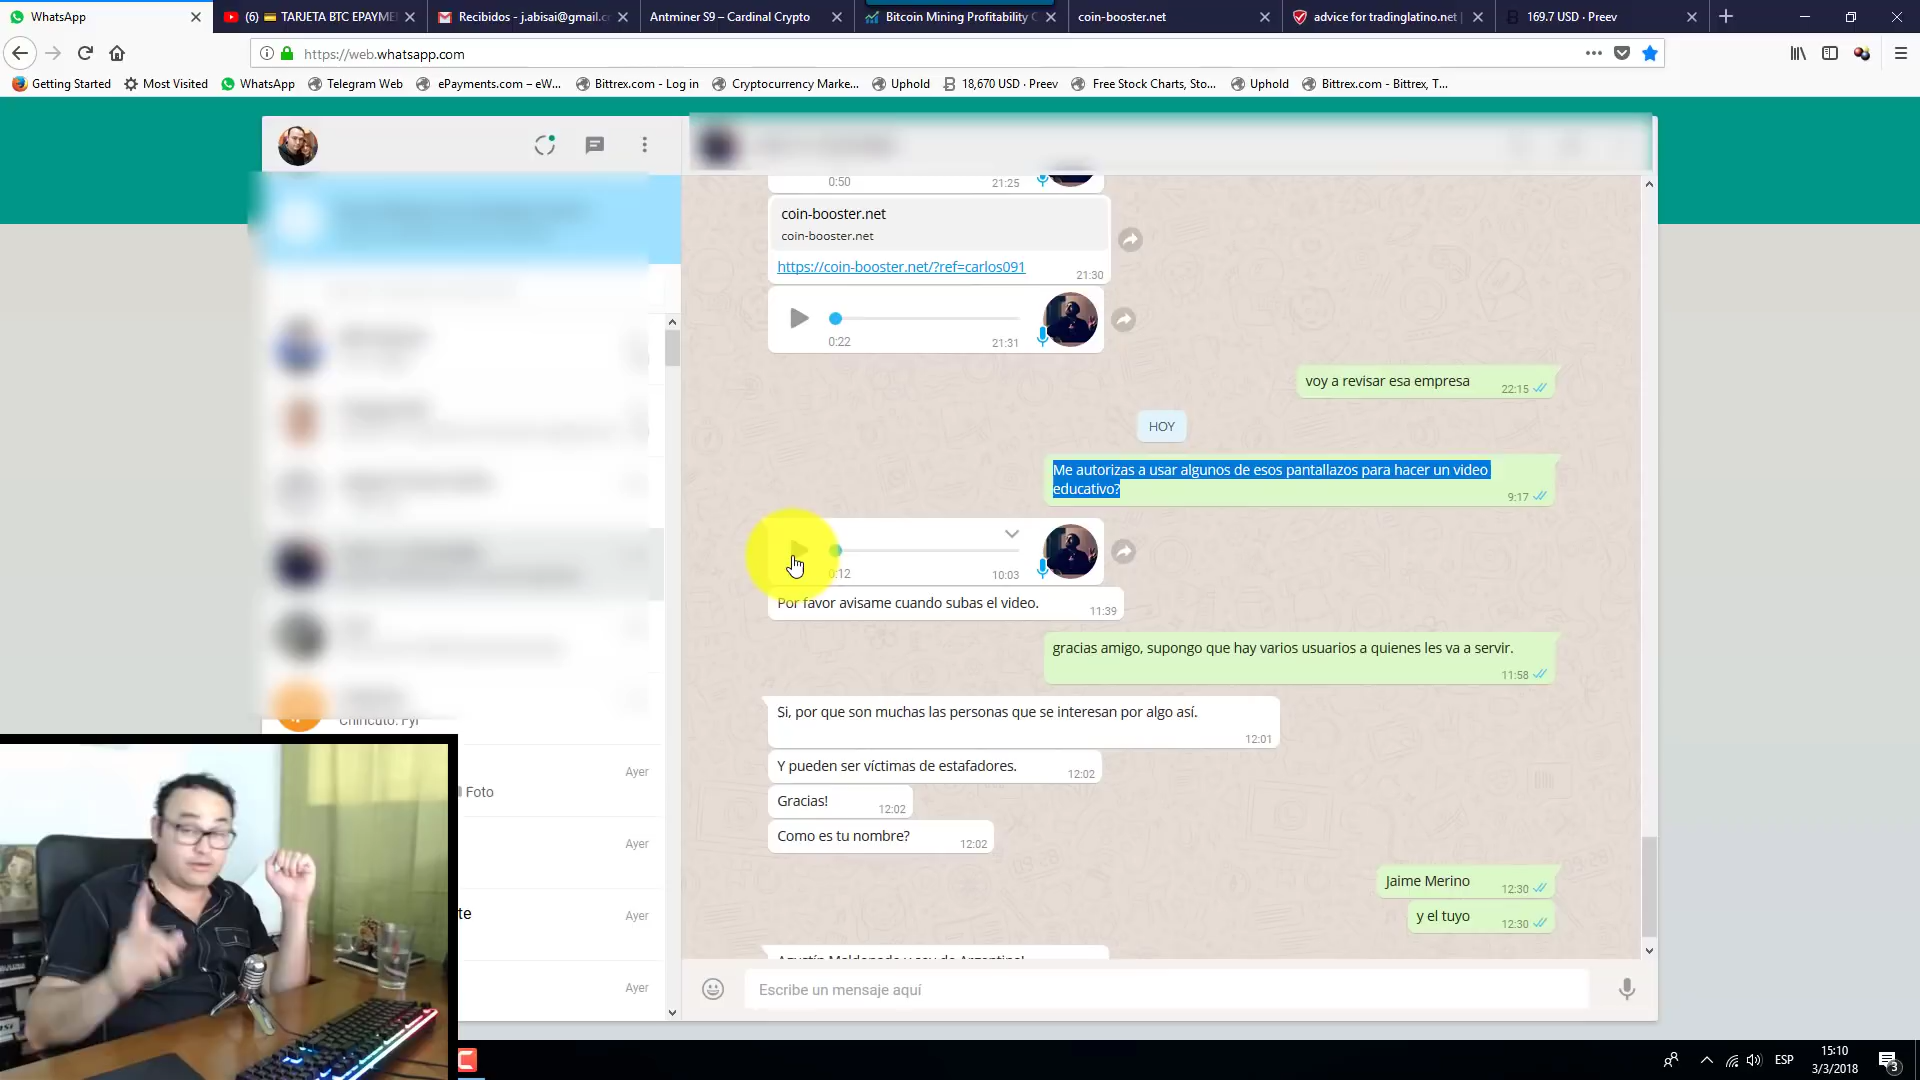 WhatsApp
(6) 💳 TARJETA BTC EPAYMEN
Recibidos - j.abisai@gmail.c
Antminer S9 – Cardinal Crypto
Bitcoin Mining Profitability C
coin-booster.net
advice for tradinglatino.net |
169.7 USD · Preev
https://web.whatsapp.com
Getting Started
Most Visited
WhatsApp
Telegram Web
ePayments.com – eW...
Bittrex.com - Log in
Cryptocurrency Marke...
Uphold
18,670 USD · Preev
Free Stock Charts, Sto...
Uphold
Bittrex.com - Bittrex, T...
0:50
21:25
coin-booster.net
coin-booster.net
https://coin-booster.net/?ref=carlos091
21:30
0:22
21:31
voy a revisar esa empresa
22:15
HOY
Me autorizas a usar algunos de esos pantallazos para hacer un video
educativo?
9:17
0:12
10:03
Por favor avisame cuando subas el video.
11:39
gracias amigo, supongo que hay varios usuarios a quienes les va a servir.
11:58
Si, por que son muchas las personas que se interesan por algo así.
12:01
Y pueden ser víctimas de estafadores.
12:02
Gracias!
12:02
Como es tu nombre?
12:02
Jaime Merino
12:30
y el tuyo
12:30
Agustín Maldonado y soy de Argentina!
Escribe un mensaje aquí
Ayer
Foto
Ayer
te
Ayer
Ayer
ESP
15:10
3/3/2018
3